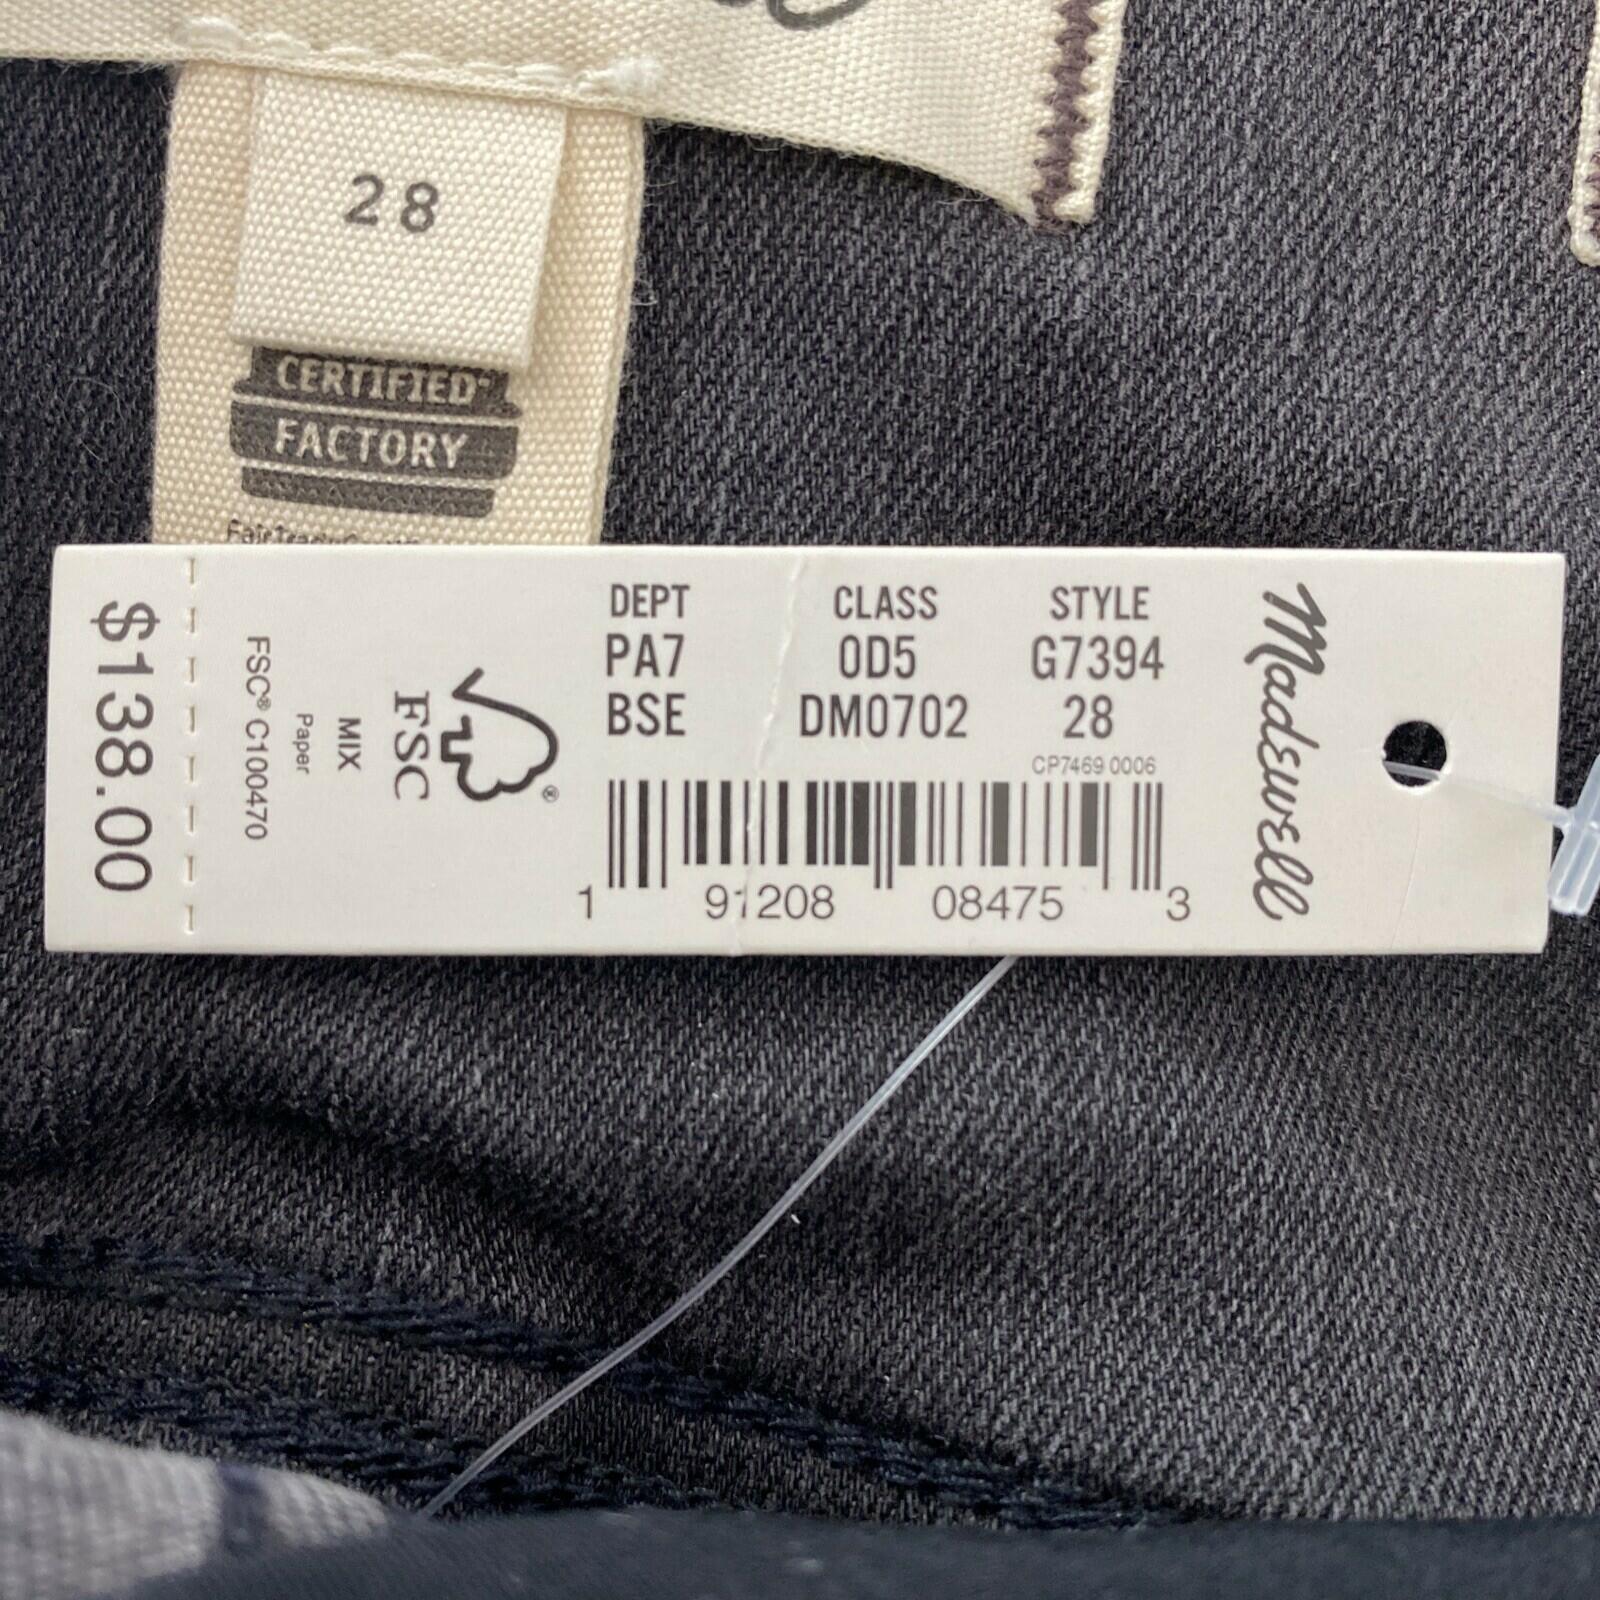 28
CERTIFIED™
FACTORY
$138.00
FSC® C100470
MIX
Paper
FSC
®
DEPT CLASS STYLE
PA7 0D5 G7394
BSE DM0702 28
CP7469 0006
1 91208 08475 3
Madewell